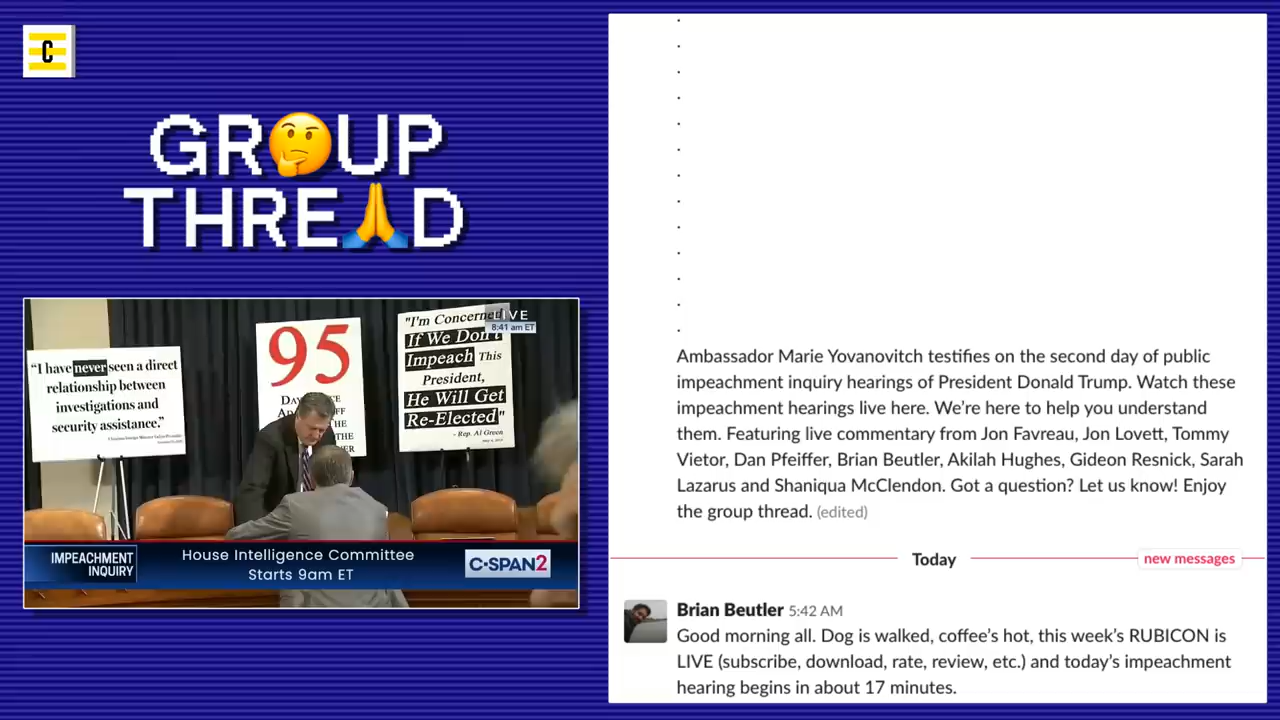 C
GR🤔UP
THRE🙏D
"I have never seen a direct
relationship between
investigations and
security assistance."
95
"I'm Concerned
If We Don't
Impeach This
President,
He Will Get
Re-Elected"
- Rep. Al Green
LIVE
8:41 am ET
IMPEACHMENT
INQUIRY
House Intelligence Committee
Starts 9am ET
C-SPAN2
Ambassador Marie Yovanovitch testifies on the second day of public
impeachment inquiry hearings of President Donald Trump. Watch these
impeachment hearings live here. We’re here to help you understand
them. Featuring live commentary from Jon Favreau, Jon Lovett, Tommy
Vietor, Dan Pfeiffer, Brian Beutler, Akilah Hughes, Gideon Resnick, Sarah
Lazarus and Shaniqua McClendon. Got a question? Let us know! Enjoy
the group thread. (edited)
Today
new messages
Brian Beutler 5:42 AM
Good morning all. Dog is walked, coffee’s hot, this week’s RUBICON is
LIVE (subscribe, download, rate, review, etc.) and today’s impeachment
hearing begins in about 17 minutes.